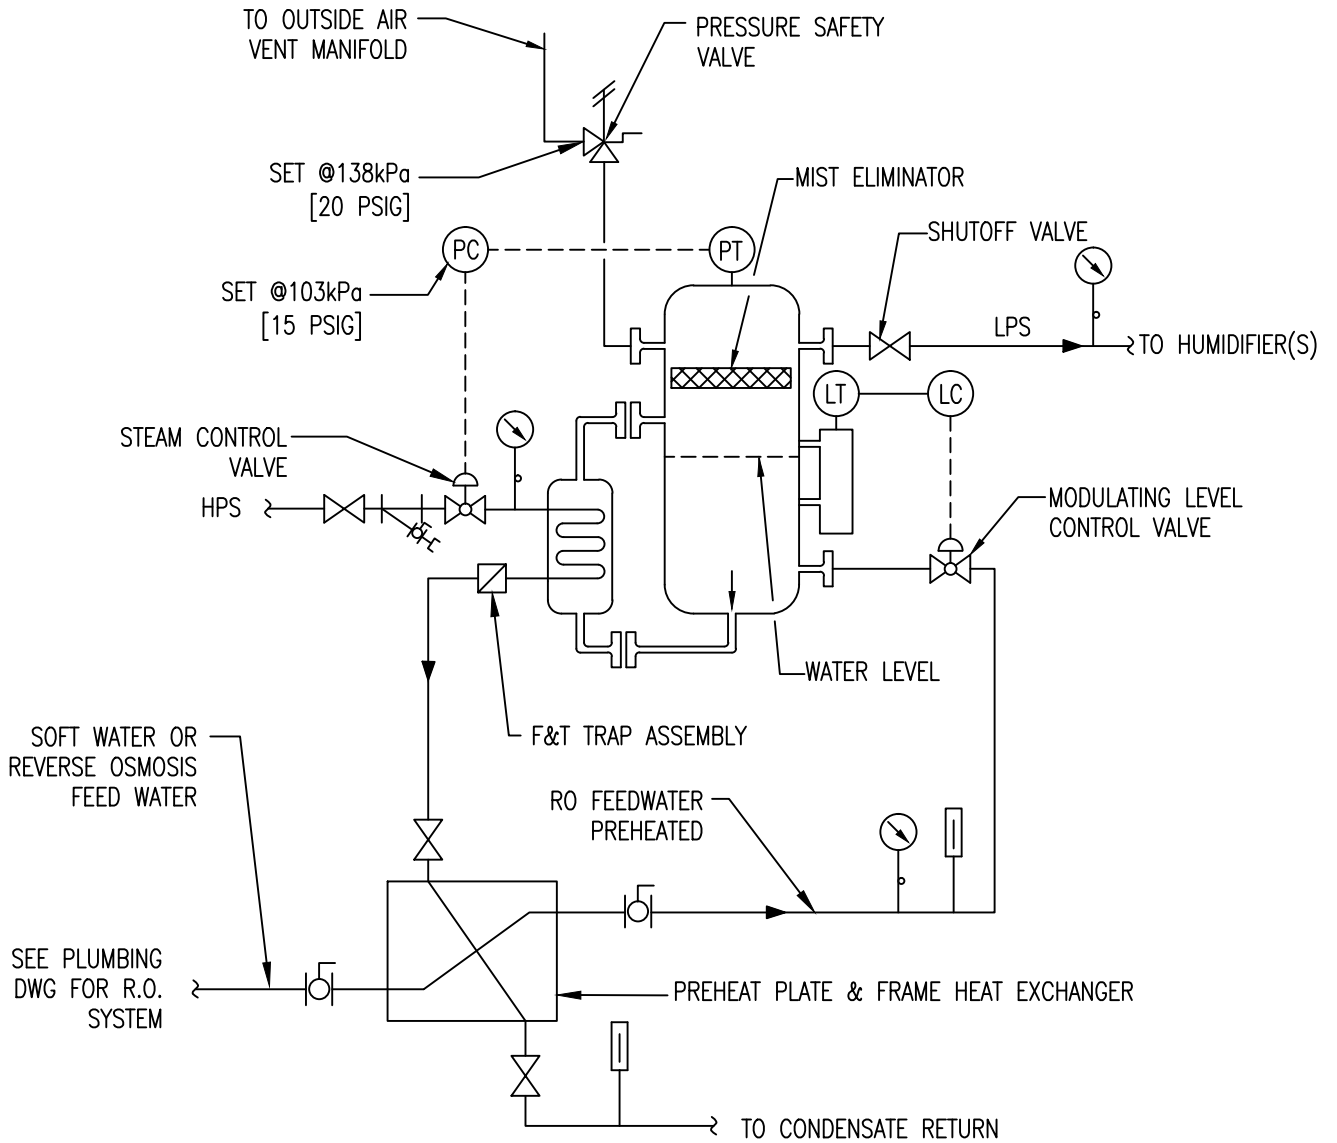 TO OUTSIDE AIR
VENT MANIFOLD
PRESSURE SAFETY
VALVE
SET @138kPa
[20 PSIG]
MIST ELIMINATOR
SHUTOFF VALVE
PC
PT
SET @103kPa
[15 PSIG]
LPS
TO HUMIDIFIER(S)
LT
LC
STEAM CONTROL
VALVE
HPS
MODULATING LEVEL
CONTROL VALVE
WATER LEVEL
F&T TRAP ASSEMBLY
SOFT WATER OR
REVERSE OSMOSIS
FEED WATER
RO FEEDWATER
PREHEATED
SEE PLUMBING
DWG FOR R.O.
SYSTEM
PREHEAT PLATE & FRAME HEAT EXCHANGER
TO CONDENSATE RETURN